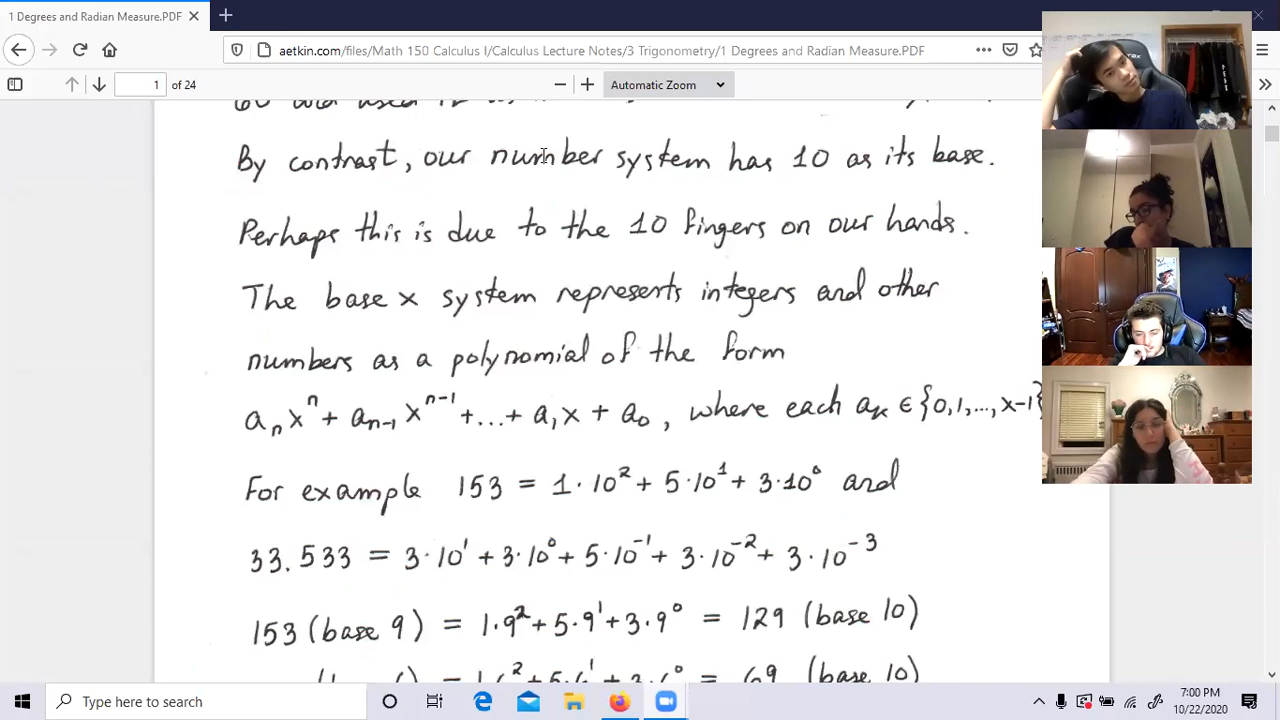 1 Degrees and Radian Measure.PDF
aetkin.com/files/Math 150 Calculus I/Calculus Lecture Notes/3 Trigonometry/1 Degrees and Radian Measure.PDF
1 of 24
Automatic Zoom
By contrast, our number system has 10 as its base.
Perhaps this is due to the 10 fingers on our hands.
The base x system represents integers and other
numbers as a polynomial of the form
aₙxⁿ + aₙ₋₁xⁿ⁻¹ + ... + a₁x + a₀, where each aₖ ∈ {0,1,...,x-1}
For example 153 = 1·10² + 5·10¹ + 3·10⁰ and
33.533 = 3·10¹ + 3·10⁰ + 5·10⁻¹ + 3·10⁻² + 3·10⁻³
153 (base 9) = 1·9² + 5·9¹ + 3·9⁰ = 129 (base 10)
= 69 (base 10)
Type here to search
7:00 PM
10/22/2020